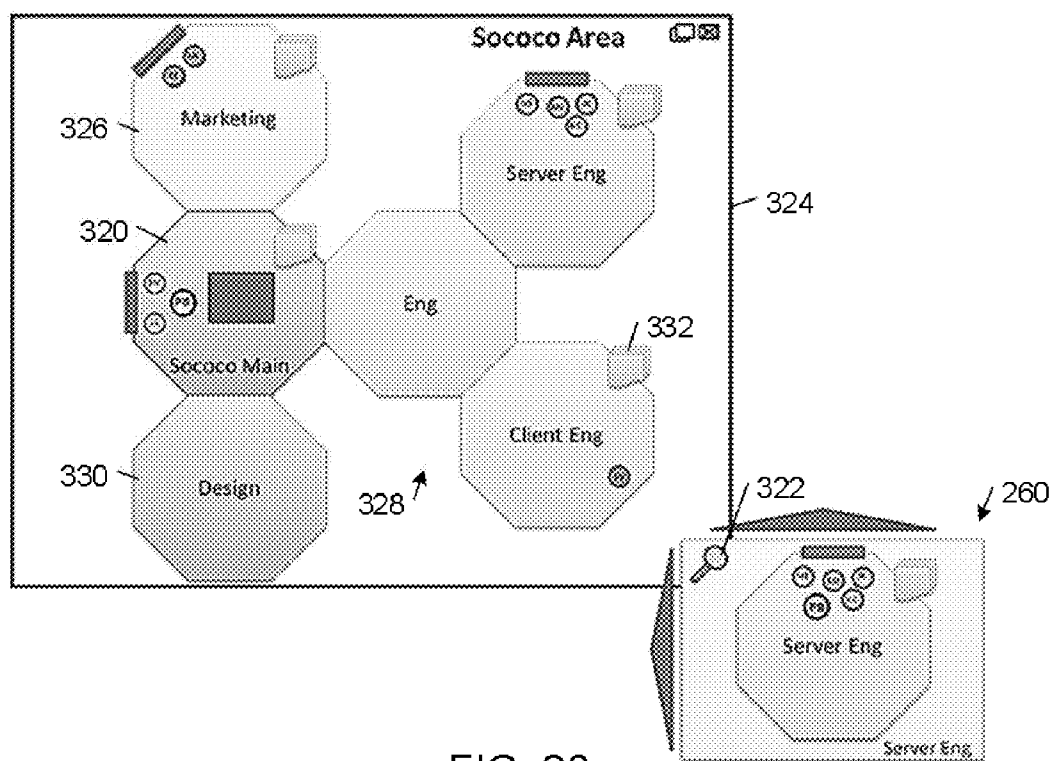 Sococo Area
Marketing
326
Server Eng
324
320
Eng
332
Sococo Main
Client Eng
330
Design
328
322
260
PB
Server Eng
Server Eng